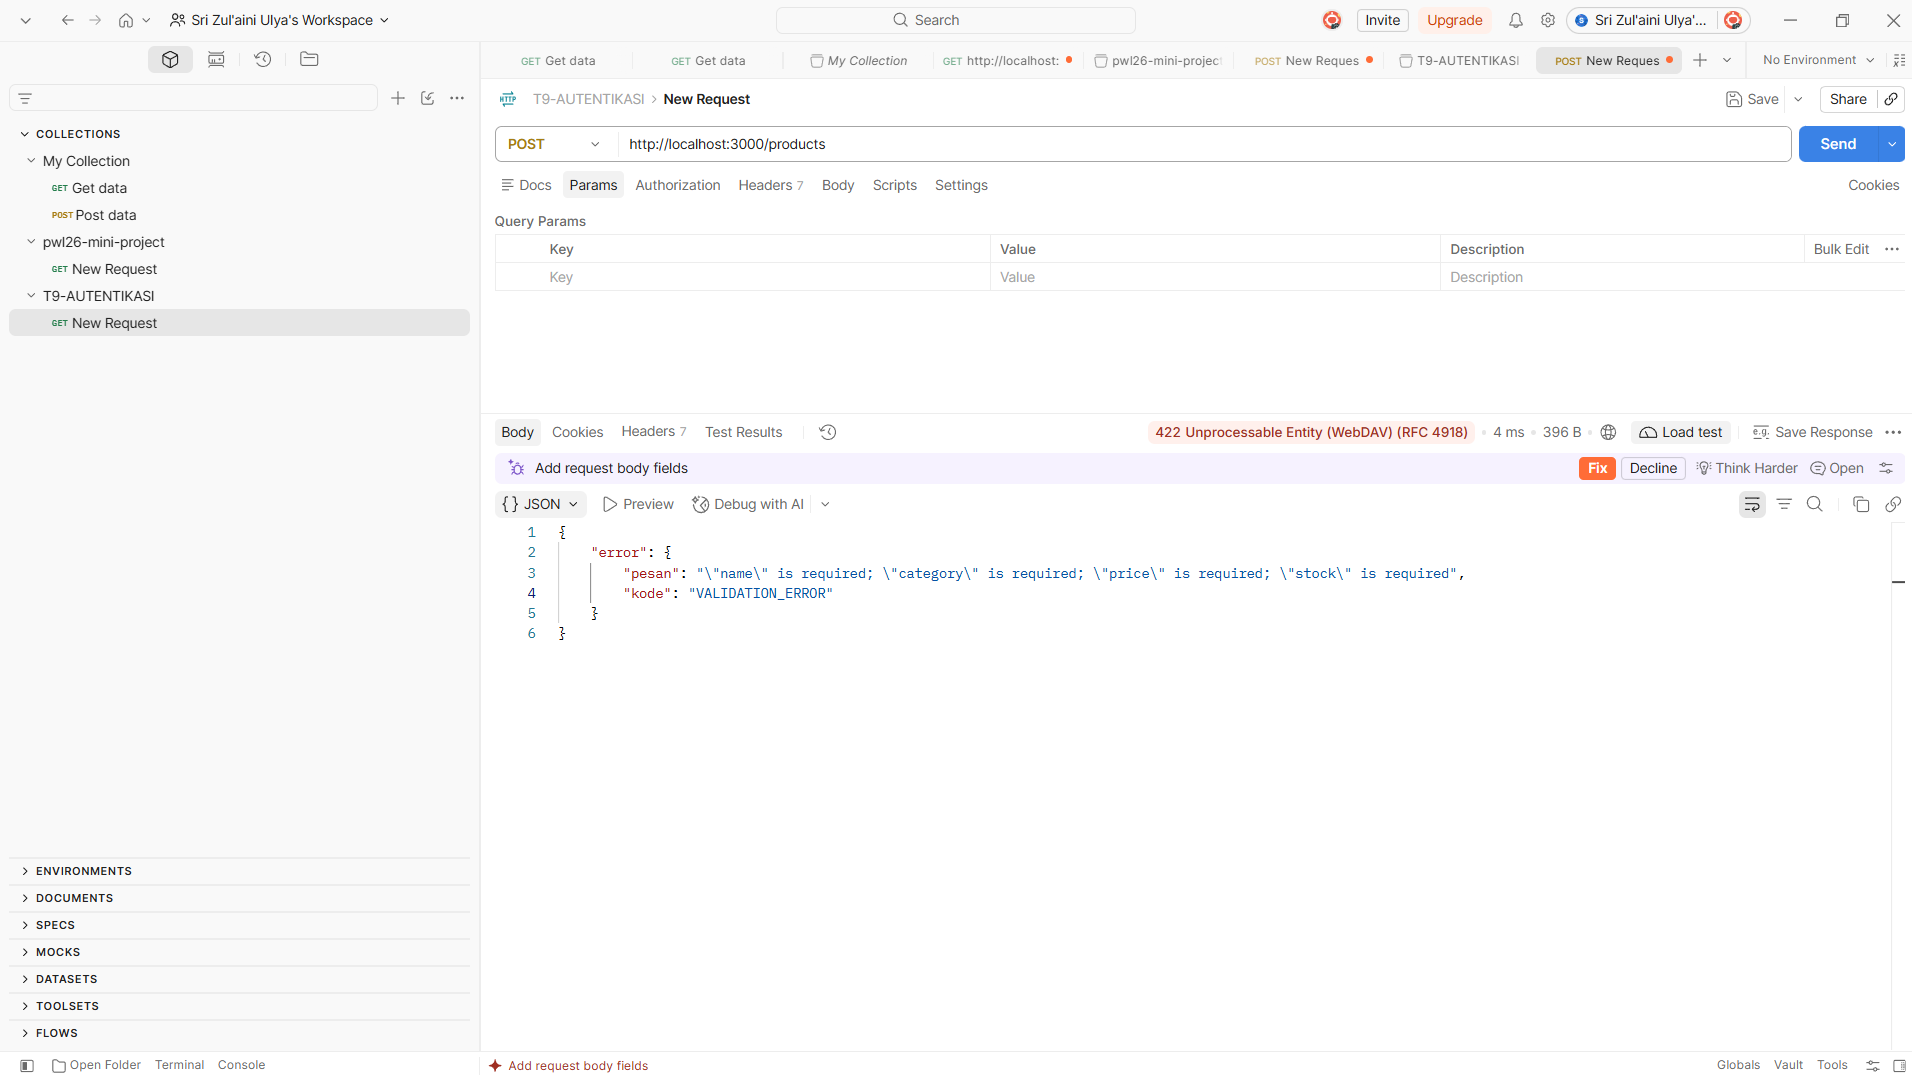 Sri Zul'aini Ulya's Workspace
Search
Invite
Upgrade
Sri Zul'aini Ulya'...
GET Get data
GET Get data
My Collection
GET http://localhost:
pwl26-mini-project
POST New Reques
T9-AUTENTIKASI
POST New Reques
No Environment
COLLECTIONS
My Collection
GET Get data
POST Post data
pwl26-mini-project
GET New Request
T9-AUTENTIKASI
GET New Request
ENVIRONMENTS
DOCUMENTS
SPECS
MOCKS
DATASETS
TOOLSETS
FLOWS
HTTP T9-AUTENTIKASI > New Request
Save
Share
POST http://localhost:3000/products
Send
Docs Params Authorization Headers 7 Body Scripts Settings Cookies
Query Params
Key Value Description Bulk Edit
Key Value Description
Body Cookies Headers 7 Test Results
422 Unprocessable Entity (WebDAV) (RFC 4918) 4 ms 396 B Load test e.g. Save Response
Add request body fields
Fix Decline Think Harder Open
{} JSON Preview Debug with AI
1 {
2 "error": {
3 "pesan": "\"name\" is required; \"category\" is required; \"price\" is required; \"stock\" is required",
4 "kode": "VALIDATION_ERROR"
5 }
6 }
Open Folder Terminal Console
Add request body fields
Globals Vault Tools